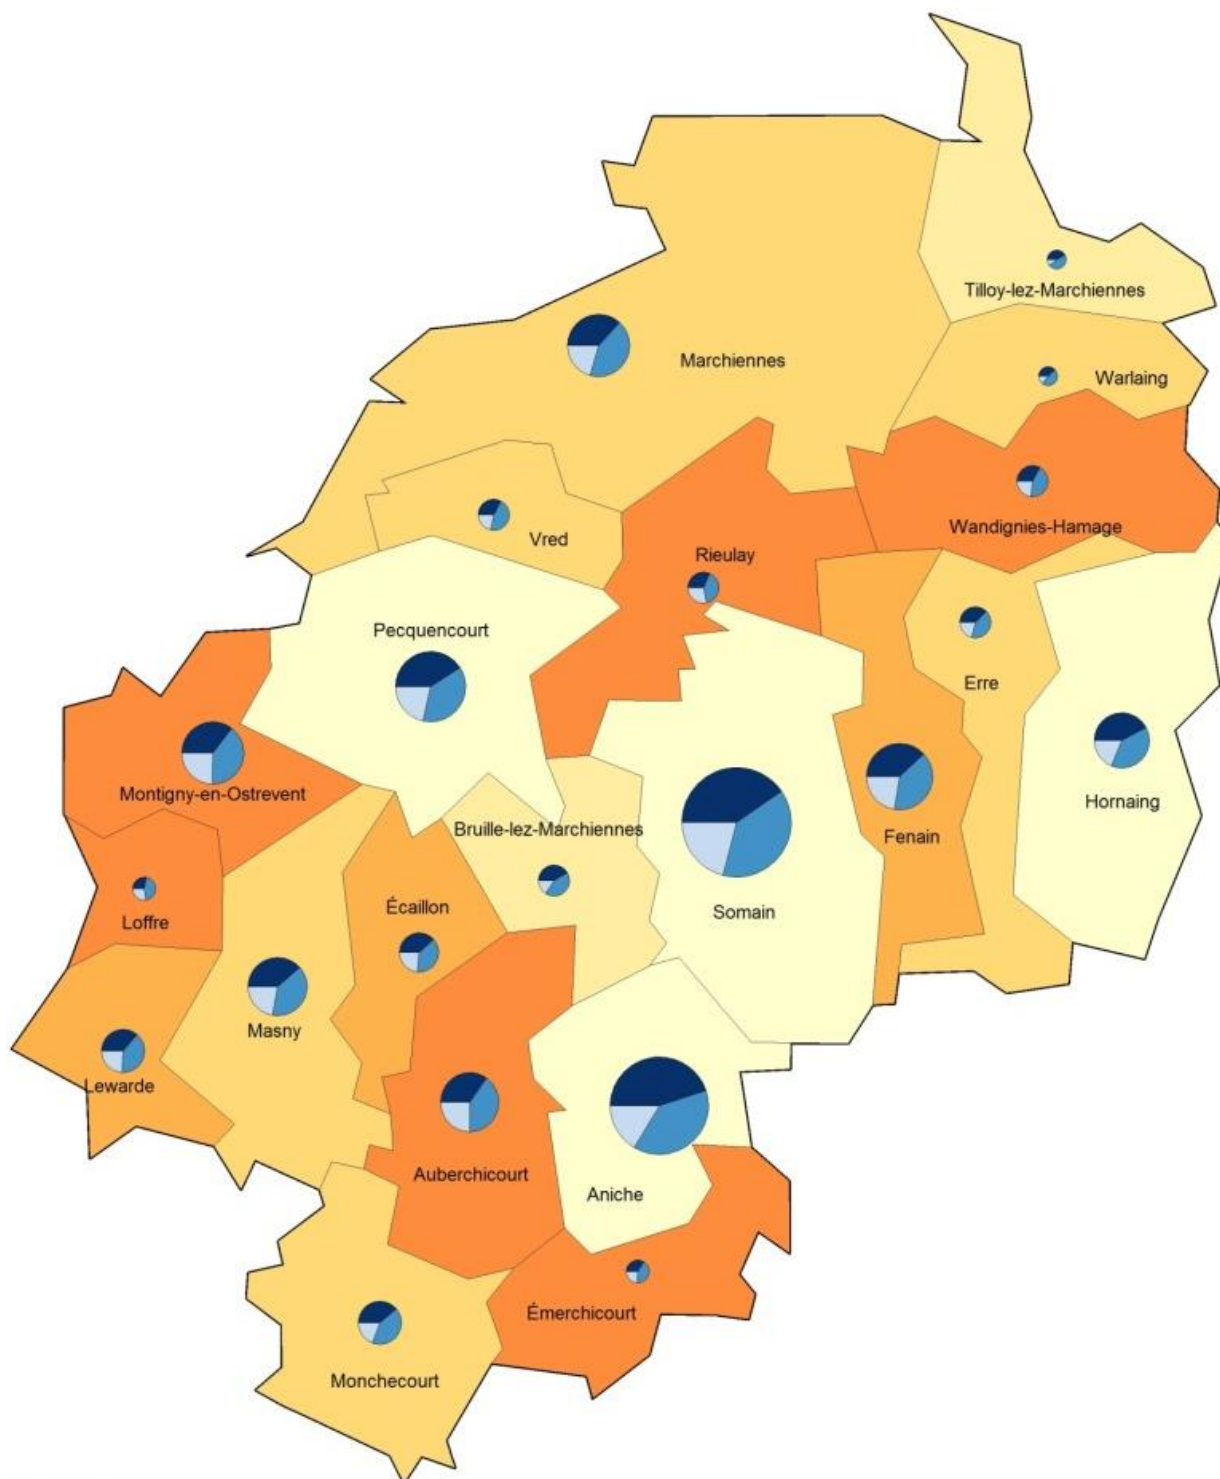 Tilloy-lez-Marchiennes
Marchiennes
Warlaing
Wandignies-Hamage
Vred
Rieulay
Pecquencourt
Erre
Montigny-en-Ostrevent
Hornaing
Bruille-lez-Marchiennes
Fenain
Écaillon
Somain
Loffre
Masny
Lewarde
Auberchicourt
Aniche
Émerchicourt
Monchecourt